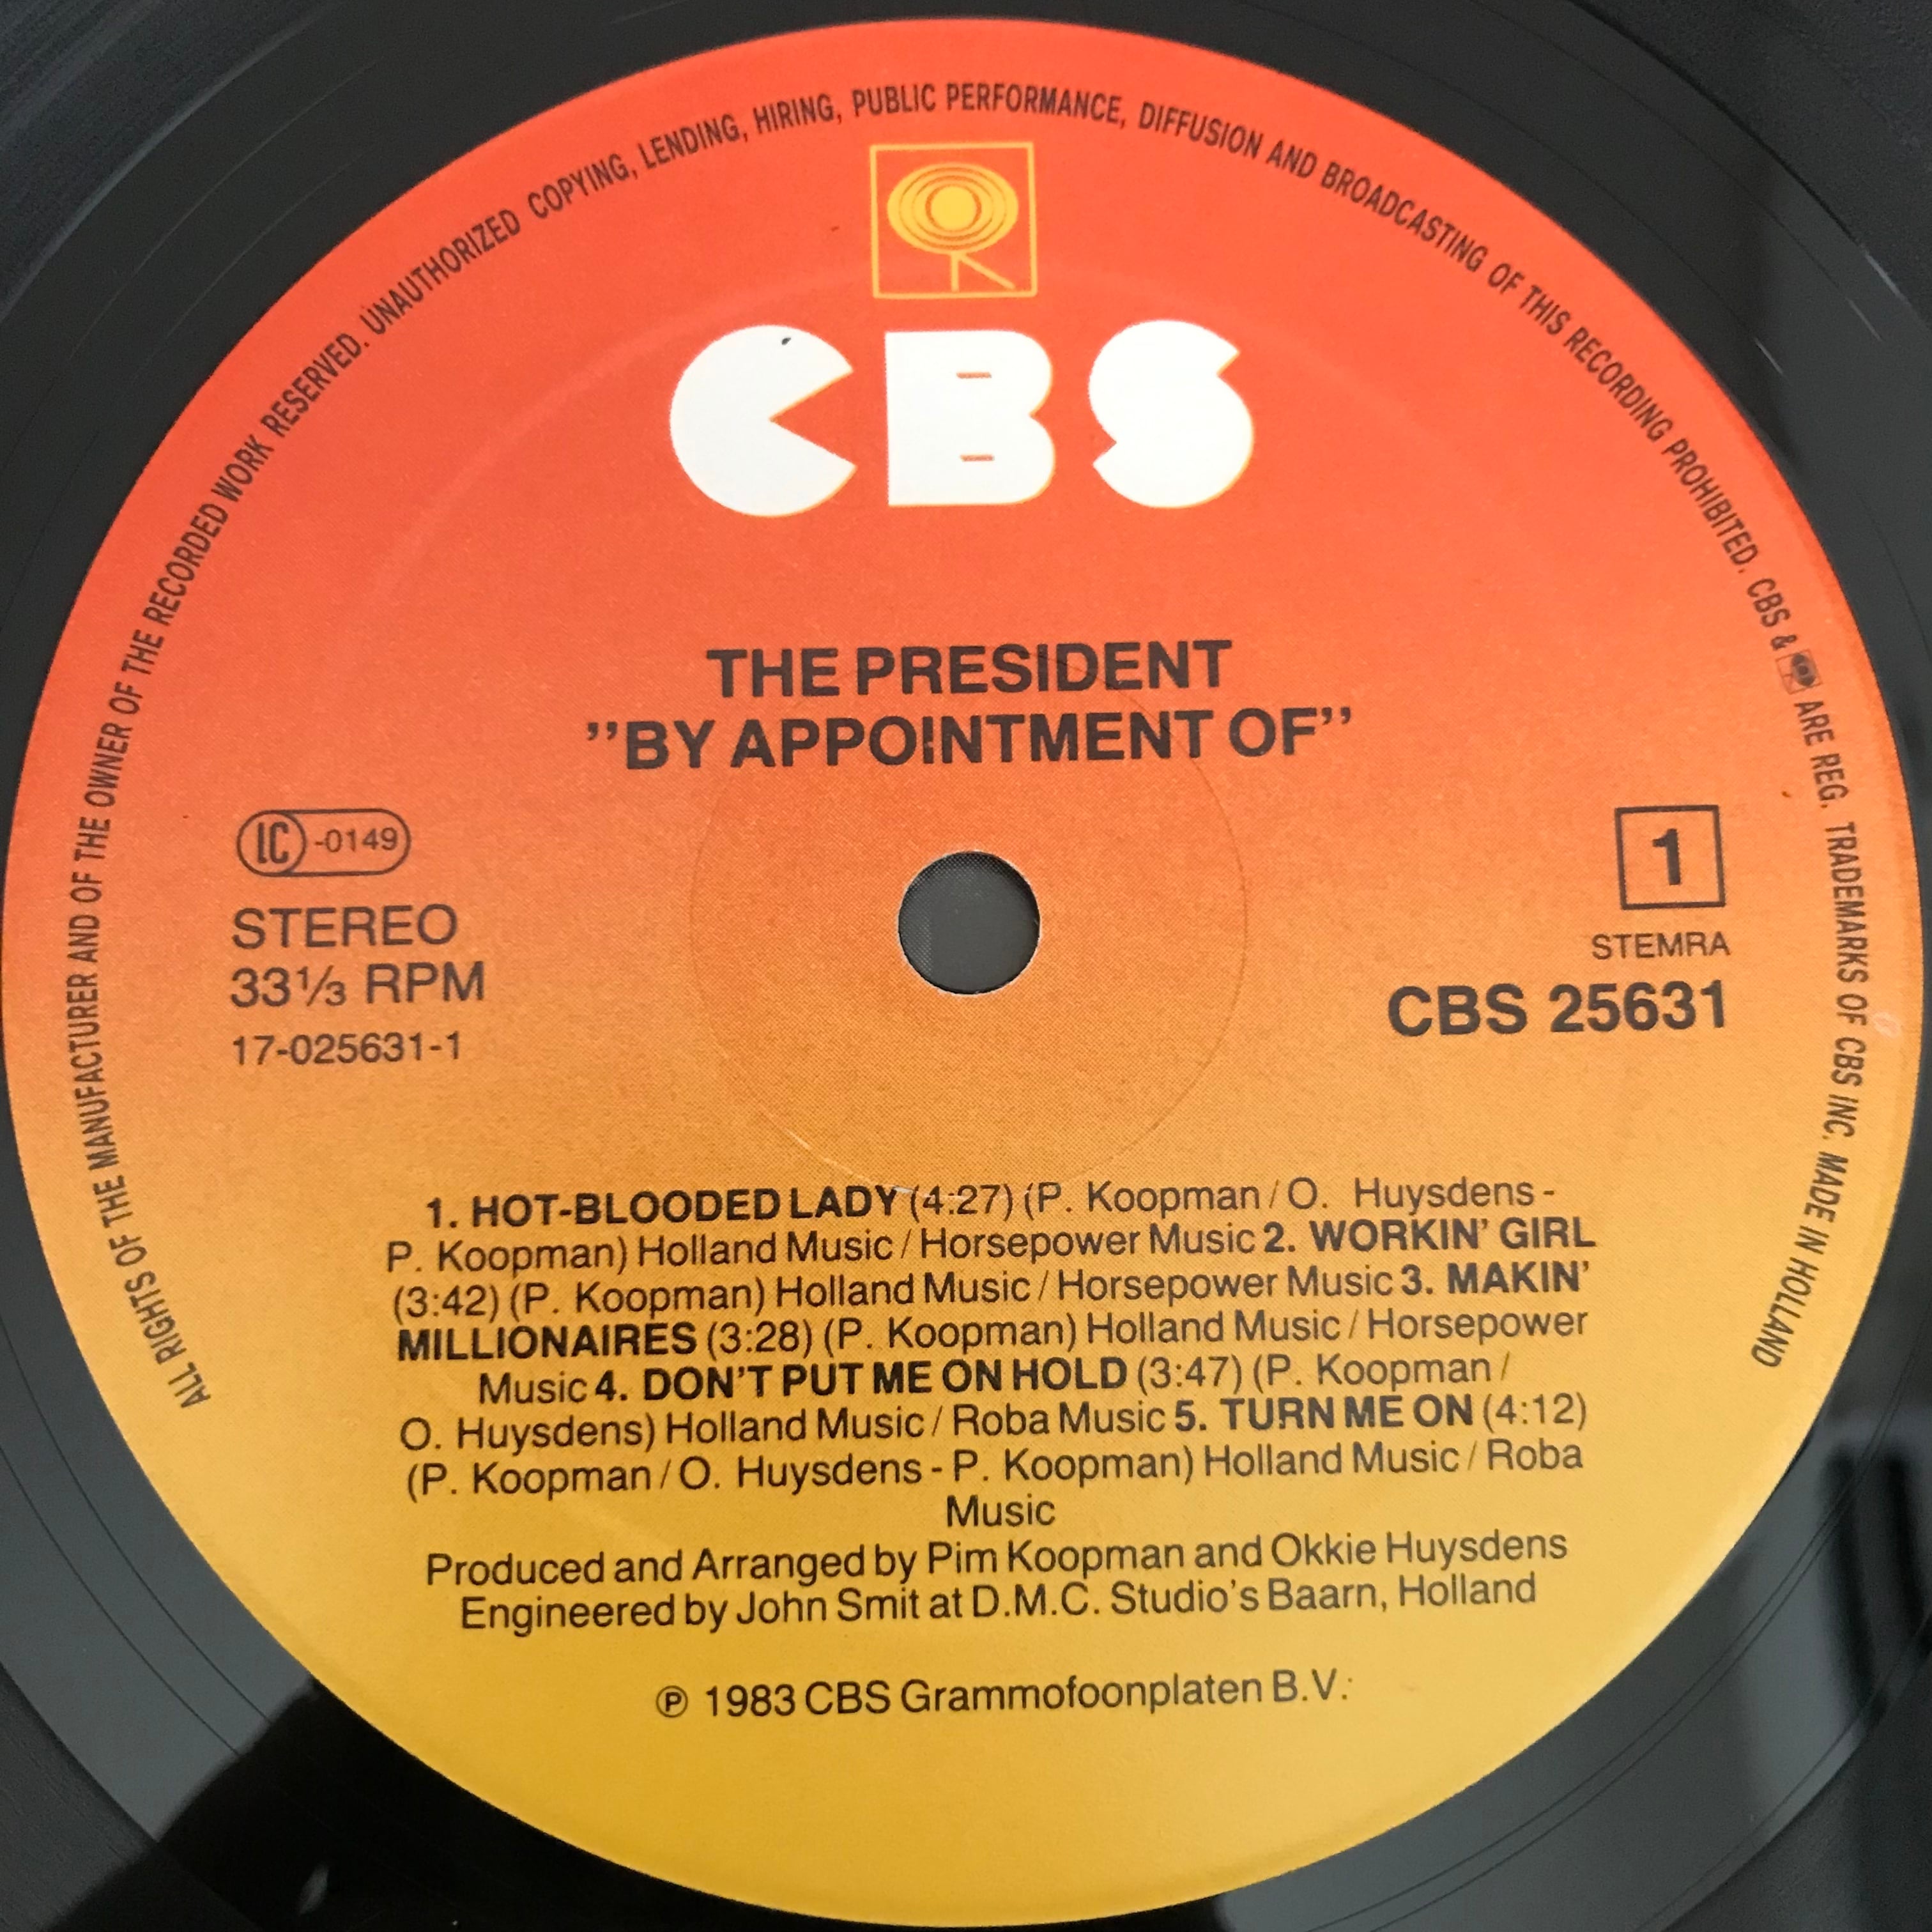 ALL RIGHTS OF THE MANUFACTURER AND OF THE OWNER OF THE RECORDED WORK RESERVED. UNAUTHORIZED COPYING, LENDING, HIRING, PUBLIC PERFORMANCE, DIFFUSION AND BROADCASTING OF THIS RECORDING PROHIBITED. CBS & ARE REG. TRADEMARKS OF CBS INC. MADE IN HOLLAND
CBS
THE PRESIDENT
"BY APPOINTMENT OF"
LC -0149
STEREO
33⅓ RPM
17-025631-1
1
STEMRA
CBS 25631
1. HOT-BLOODED LADY (4:27) (P. Koopman / O. Huysdens -
P. Koopman) Holland Music / Horsepower Music 2. WORKIN' GIRL
(3:42) (P. Koopman) Holland Music / Horsepower Music 3. MAKIN'
MILLIONAIRES (3:28) (P. Koopman) Holland Music / Horsepower
Music 4. DON'T PUT ME ON HOLD (3:47) (P. Koopman /
O. Huysdens) Holland Music / Roba Music 5. TURN ME ON (4:12)
(P. Koopman / O. Huysdens - P. Koopman) Holland Music / Roba
Music
Produced and Arranged by Pim Koopman and Okkie Huysdens
Engineered by John Smit at D.M.C. Studio's Baarn, Holland
℗ 1983 CBS Grammofoonplaten B.V.